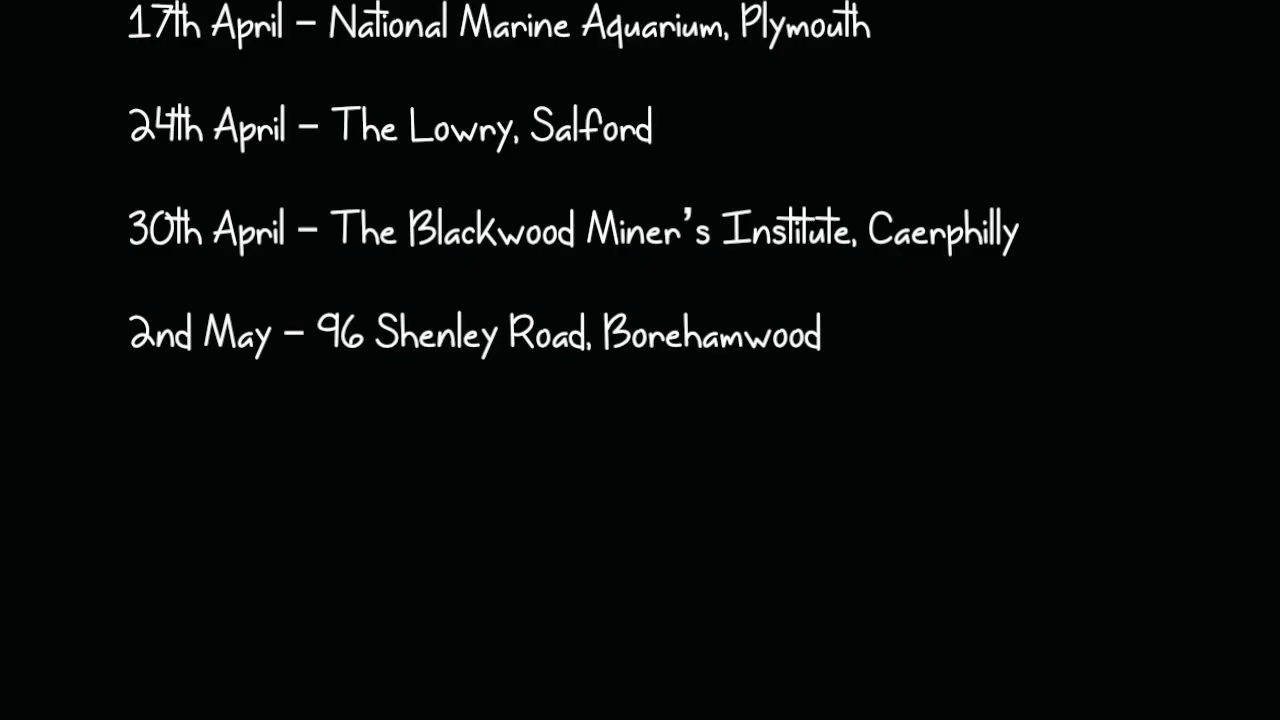 17th April – National Marine Aquarium, Plymouth
24th April – The Lowry, Salford
30th April – The Blackwood Miner's Institute, Caerphilly
2nd May – 96 Shenley Road, Borehamwood